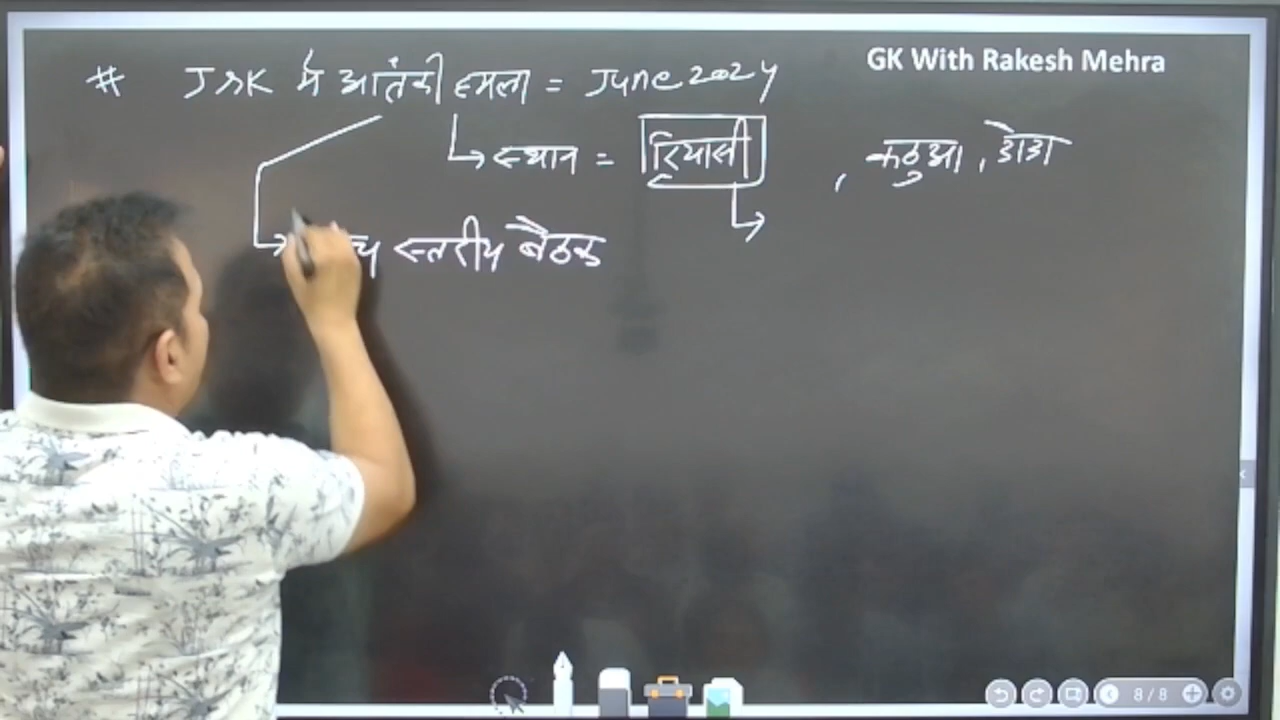 GK With Rakesh Mehra
# J&K में आतंकी हमला = June 2024
स्थान = रियासी , कठुआ, डोडा
स्तरीय बैठक
8/8